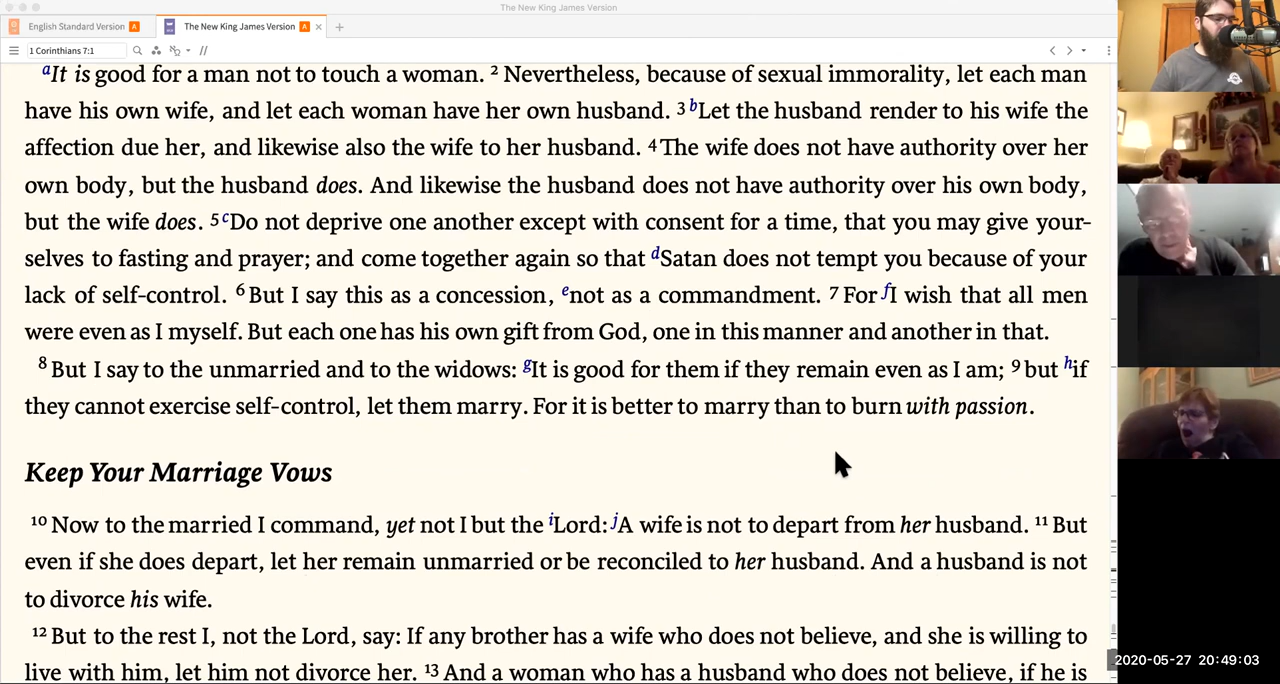 The New King James Version
English Standard Version A The New King James Version A
1 Corinthians 7:1
aIt is good for a man not to touch a woman. 2 Nevertheless, because of sexual immorality, let each man
have his own wife, and let each woman have her own husband. 3 bLet the husband render to his wife the
affection due her, and likewise also the wife to her husband. 4 The wife does not have authority over her
own body, but the husband does. And likewise the husband does not have authority over his own body,
but the wife does. 5 cDo not deprive one another except with consent for a time, that you may give your-
selves to fasting and prayer; and come together again so that dSatan does not tempt you because of your
lack of self-control. 6 But I say this as a concession, enot as a commandment. 7 For fI wish that all men
were even as I myself. But each one has his own gift from God, one in this manner and another in that.
8 But I say to the unmarried and to the widows: gIt is good for them if they remain even as I am; 9 but hif
they cannot exercise self-control, let them marry. For it is better to marry than to burn with passion.
Keep Your Marriage Vows
10 Now to the married I command, yet not I but the iLord: jA wife is not to depart from her husband. 11 But
even if she does depart, let her remain unmarried or be reconciled to her husband. And a husband is not
to divorce his wife.
12 But to the rest I, not the Lord, say: If any brother has a wife who does not believe, and she is willing to
live with him, let him not divorce her. 13 And a woman who has a husband who does not believe, if he is
2020-05-27 20:49:03